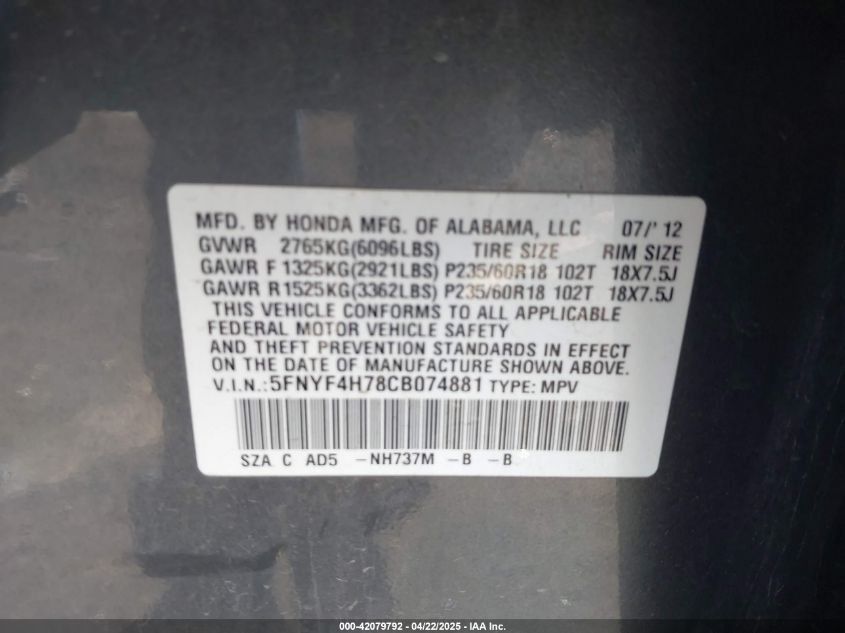 MFD. BY HONDA MFG. OF ALABAMA, LLC 07/'12
GVWR 2765KG(6096LBS) TIRE SIZE RIM SIZE
GAWR F 1325KG(2921LBS) P235/60R18 102T 18X7.5J
GAWR R1525KG(3362LBS) P235/60R18 102T 18X7.5J
THIS VEHICLE CONFORMS TO ALL APPLICABLE
FEDERAL MOTOR VEHICLE SAFETY
AND THEFT PREVENTION STANDARDS IN EFFECT
ON THE DATE OF MANUFACTURE SHOWN ABOVE.
V.I.N.:5FNYF4H78CB074881 TYPE: MPV
SZA C AD5 -NH737M -B -B
000-42079792 - 04/22/2025 - IAA Inc.